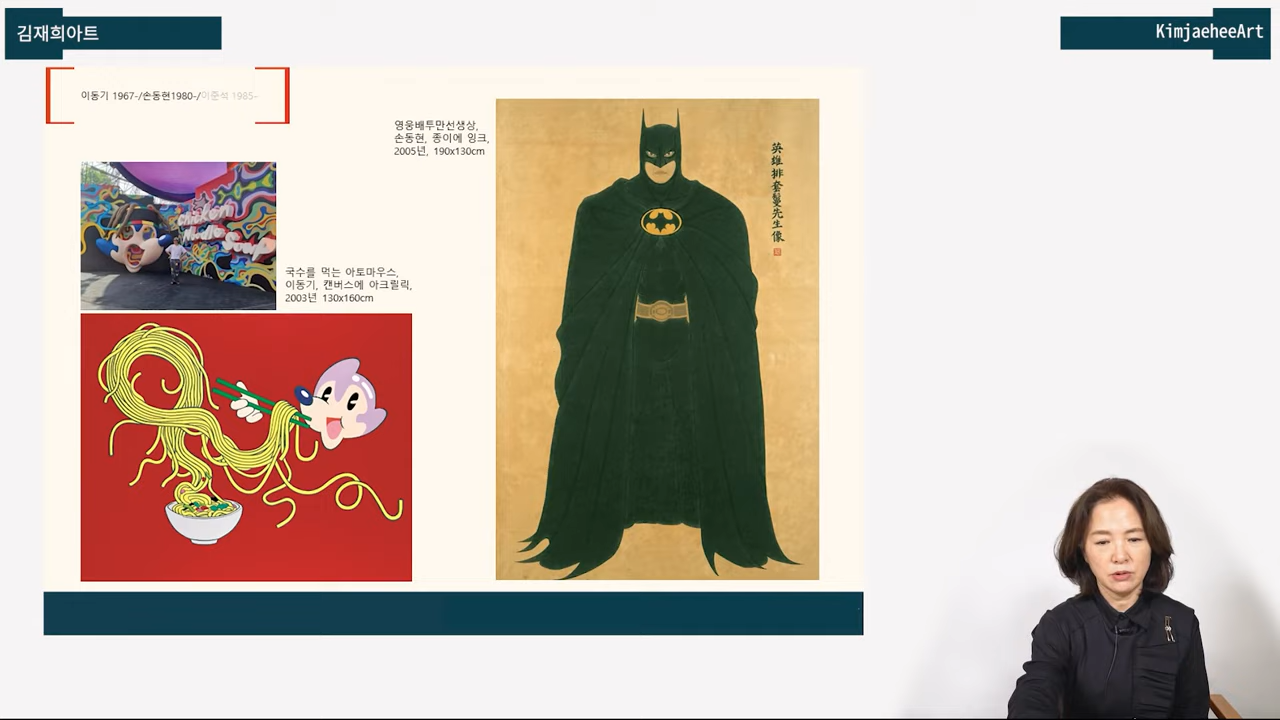 김재희아트
KimjaeheeArt
이동기 1967-/손동현1980-/이준석 1985-
영웅배투만선생상,
손동현, 종이에 잉크,
2005년, 190x130cm
英雄排套鬘先生像
chicken
Noodle
Soup
국수를 먹는 아토마우스,
이동기, 캔버스에 아크릴릭,
2003년 130x160cm